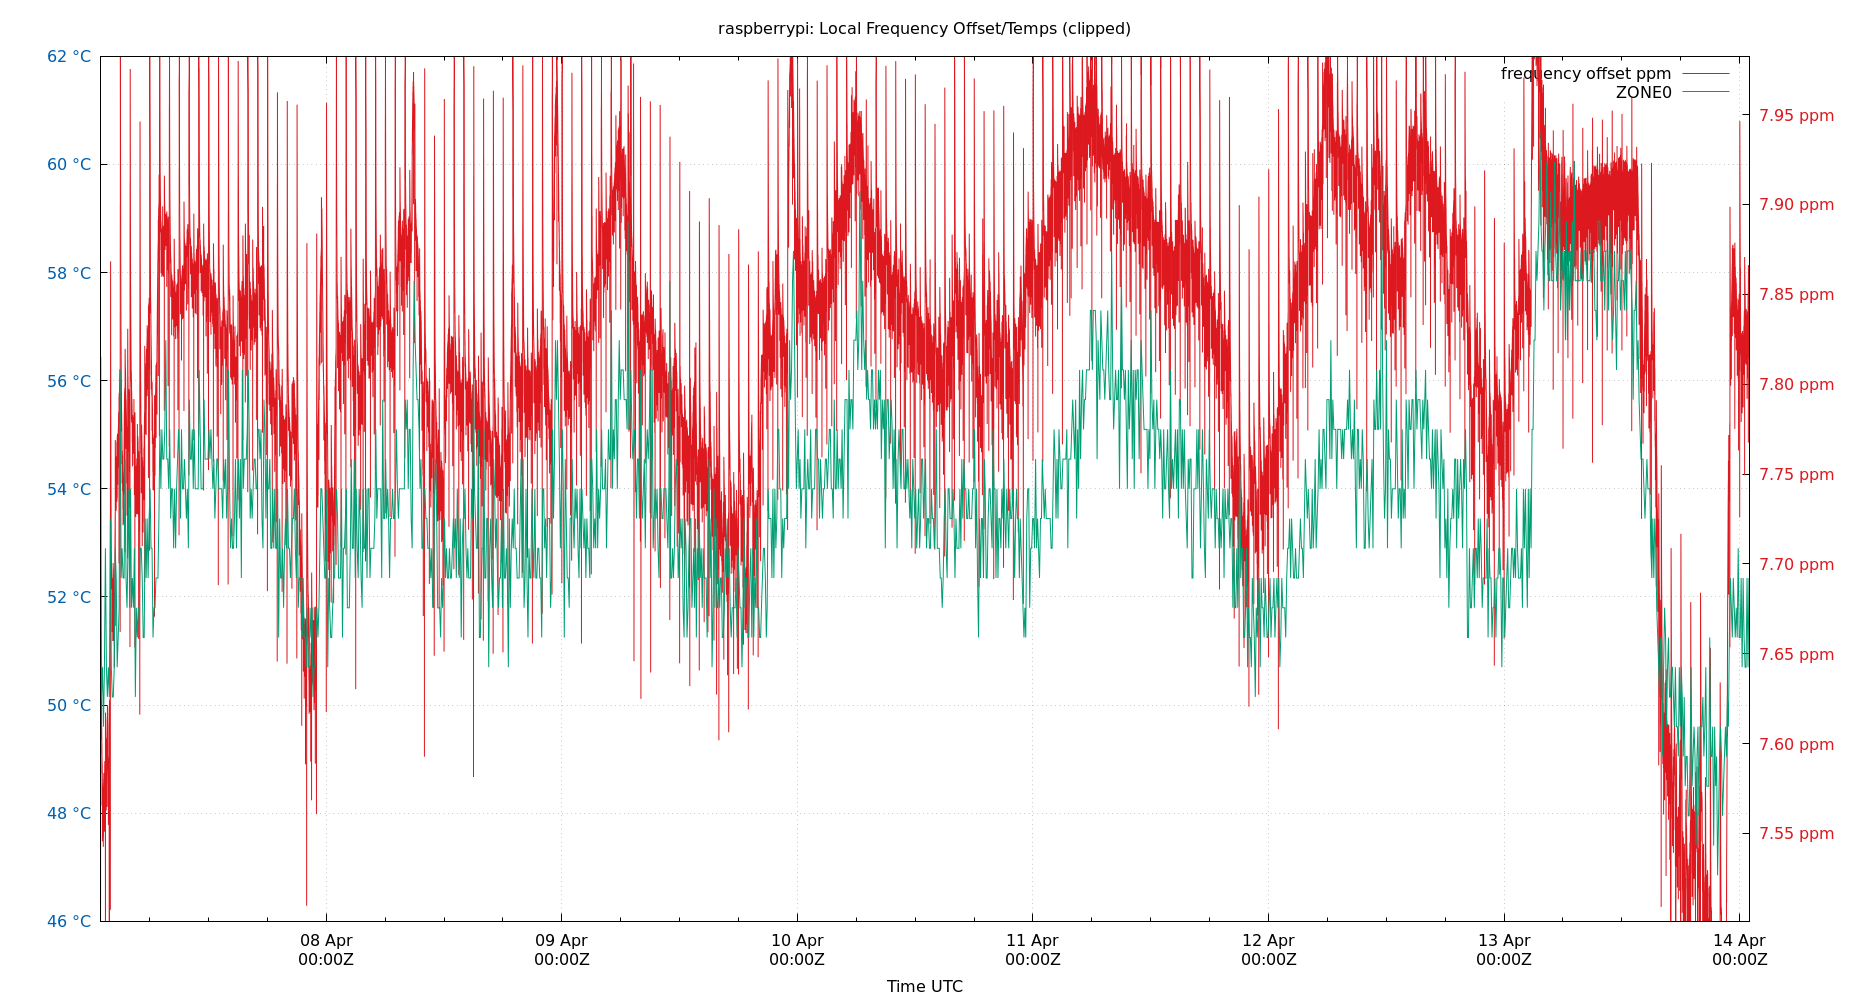 raspberrypi: Local Frequency Offset/Temps (clipped)
62 °C
60 °C
58 °C
56 °C
54 °C
52 °C
50 °C
48 °C
46 °C
frequency offset ppm
ZONE0
7.95 ppm
7.90 ppm
7.85 ppm
7.80 ppm
7.75 ppm
7.70 ppm
7.65 ppm
7.60 ppm
7.55 ppm
08 Apr
00:00Z
09 Apr
00:00Z
10 Apr
00:00Z
11 Apr
00:00Z
12 Apr
00:00Z
13 Apr
00:00Z
14 Apr
00:00Z
Time UTC